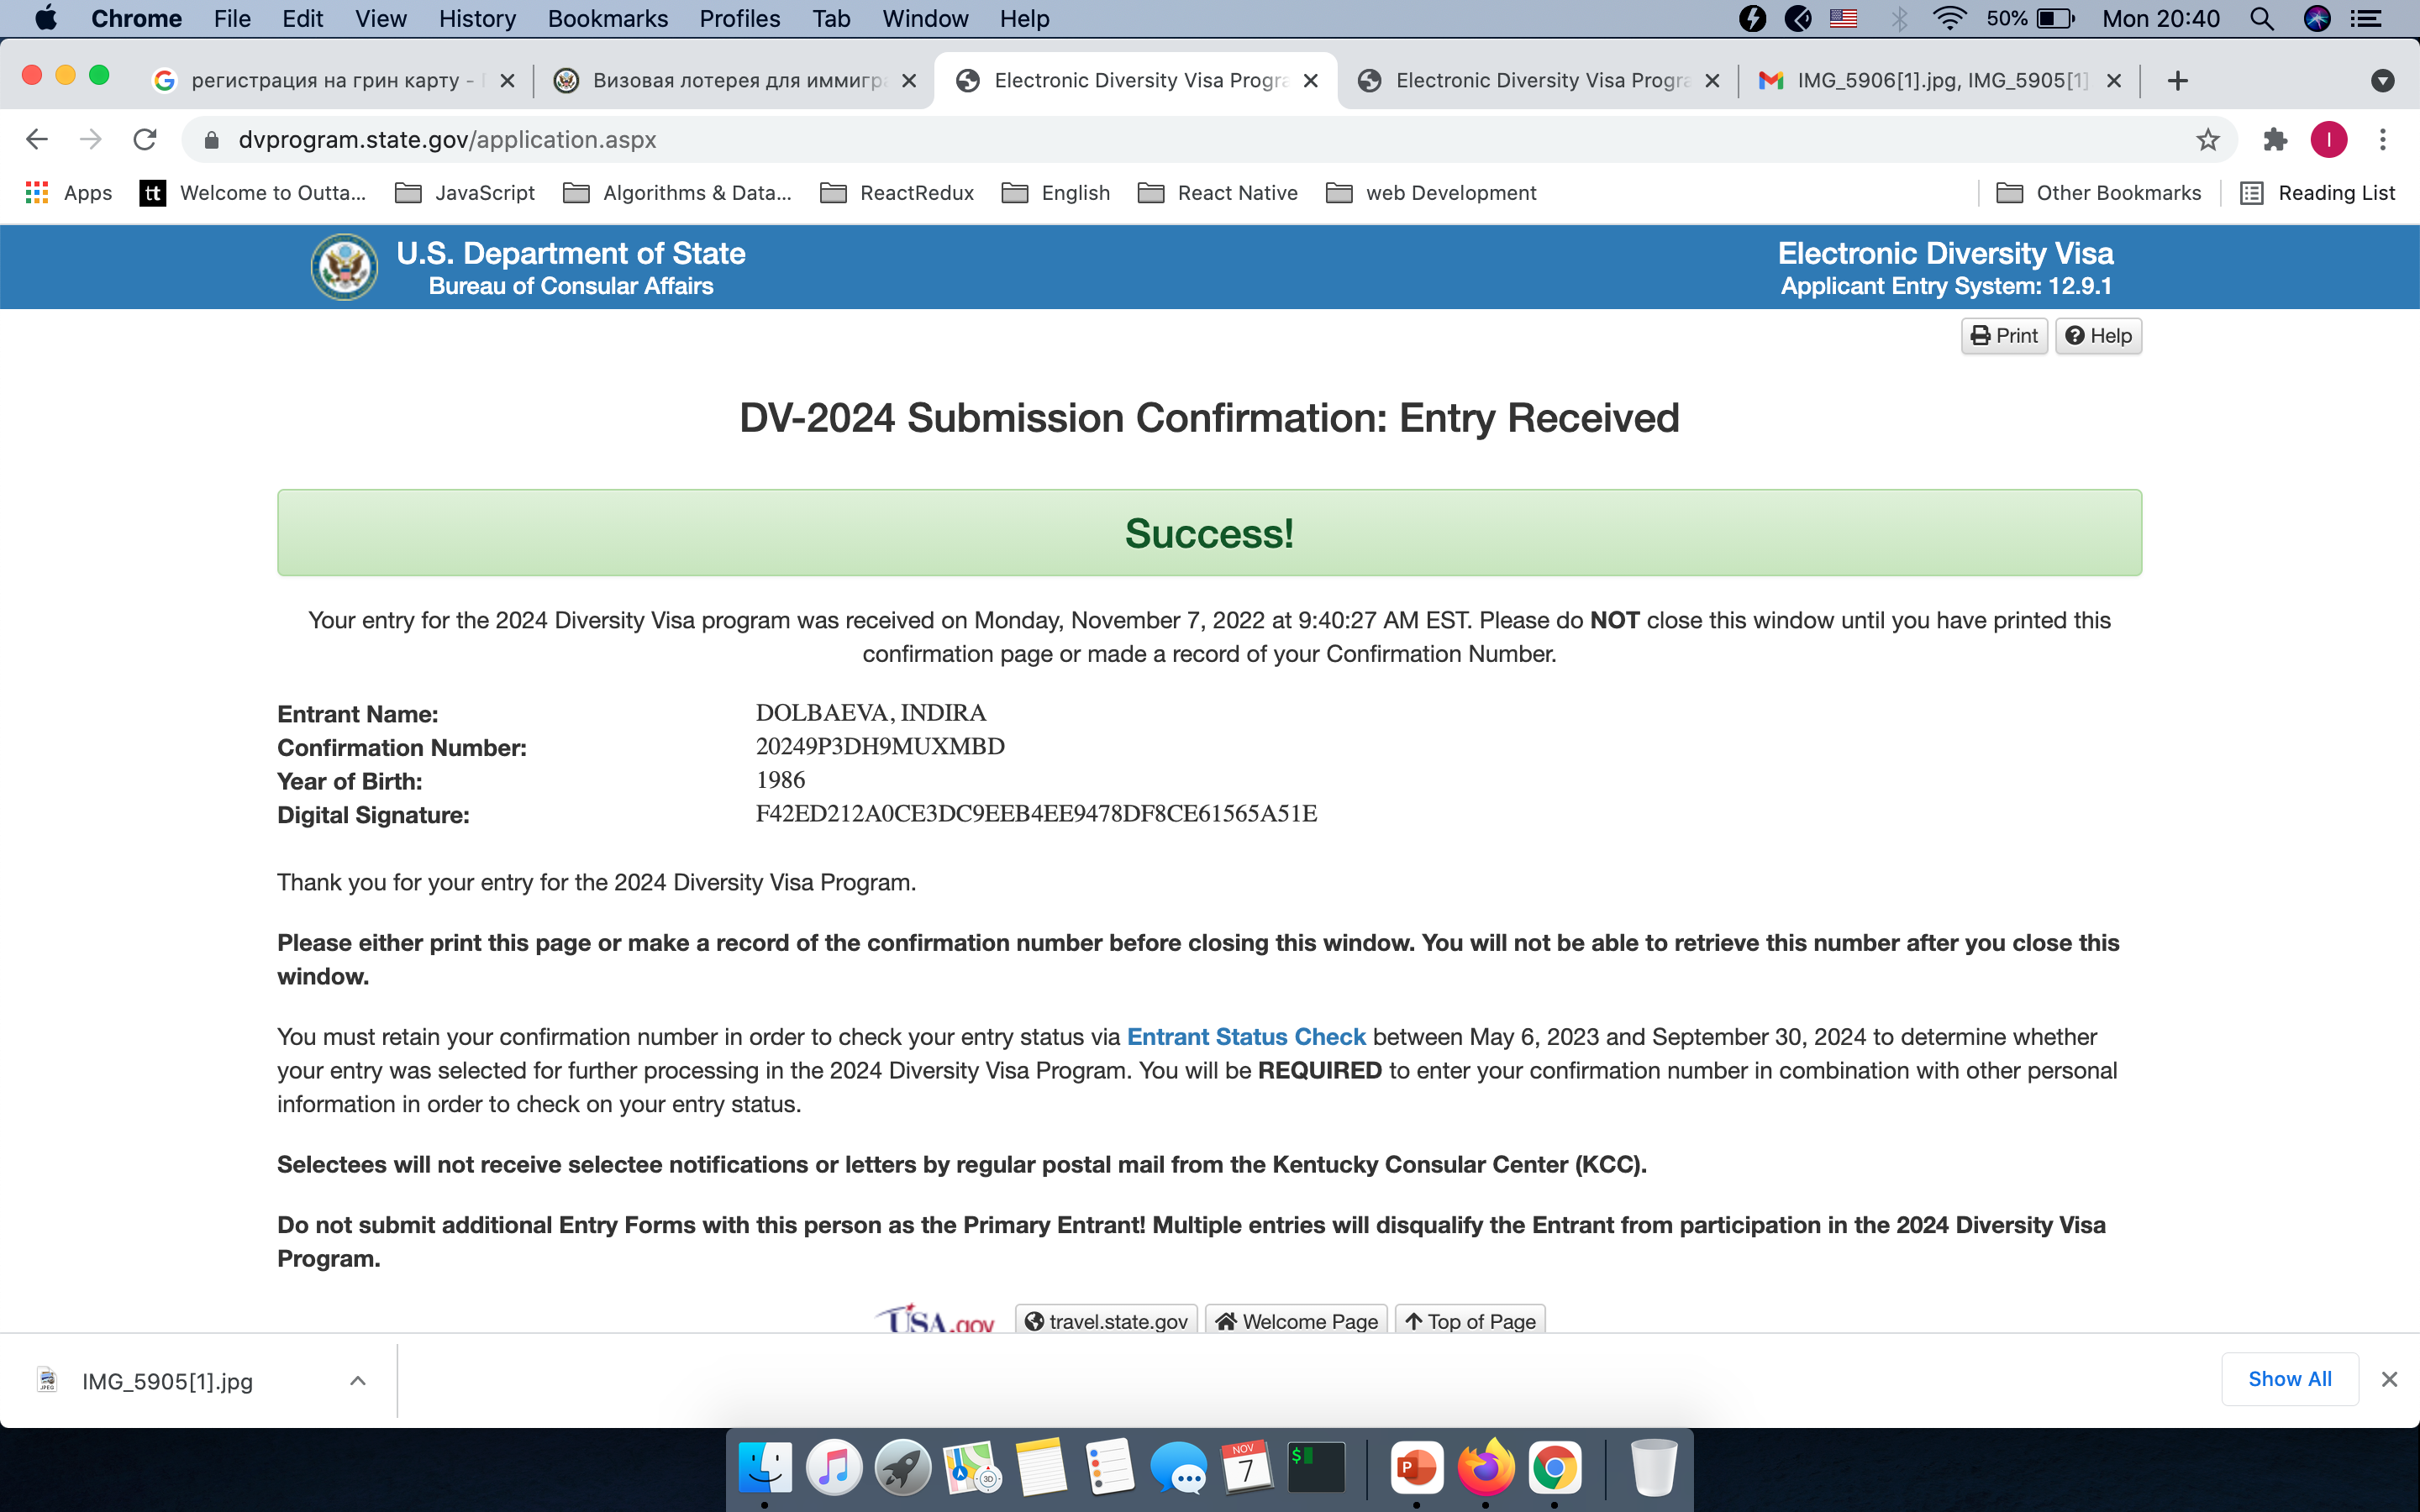 Chrome File Edit View History Bookmarks Profiles Tab Window Help 50% Mon 20:40
регистрация на грин карту - Визовая лотерея для иммигра Electronic Diversity Visa Progra Electronic Diversity Visa Progra IMG_5906[1].jpg, IMG_5905[1]
dvprogram.state.gov/application.aspx I
Apps tt Welcome to Outta... JavaScript Algorithms & Data... ReactRedux English React Native web Development Other Bookmarks Reading List
U.S. Department of State Electronic Diversity Visa
Bureau of Consular Affairs Applicant Entry System: 12.9.1
Print Help
DV-2024 Submission Confirmation: Entry Received
Success!
Your entry for the 2024 Diversity Visa program was received on Monday, November 7, 2022 at 9:40:27 AM EST. Please do NOT close this window until you have printed this
confirmation page or made a record of your Confirmation Number.
Entrant Name: DOLBAEVA, INDIRA
Confirmation Number: 20249P3DH9MUXMBD
Year of Birth: 1986
Digital Signature: F42ED212A0CE3DC9EEB4EE9478DF8CE61565A51E
Thank you for your entry for the 2024 Diversity Visa Program.
Please either print this page or make a record of the confirmation number before closing this window. You will not be able to retrieve this number after you close this
window.
You must retain your confirmation number in order to check your entry status via Entrant Status Check between May 6, 2023 and September 30, 2024 to determine whether
your entry was selected for further processing in the 2024 Diversity Visa Program. You will be REQUIRED to enter your confirmation number in combination with other personal
information in order to check on your entry status.
Selectees will not receive selectee notifications or letters by regular postal mail from the Kentucky Consular Center (KCC).
Do not submit additional Entry Forms with this person as the Primary Entrant! Multiple entries will disqualify the Entrant from participation in the 2024 Diversity Visa
Program.
USA.gov travel.state.gov Welcome Page Top of Page
JPEG IMG_5905[1].jpg Show All
3D NOV 7 $ P